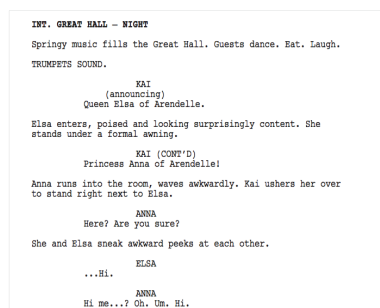 INT. GREAT HALL — NIGHT
Springy music fills the Great Hall. Guests dance. Eat. Laugh.
TRUMPETS SOUND.
KAI
(announcing)
Queen Elsa of Arendelle.
Elsa enters, poised and looking surprisingly content. She
stands under a formal awning.
KAI (CONT'D)
Princess Anna of Arendelle!
Anna runs into the room, waves awkwardly. Kai ushers her over
to stand right next to Elsa.
ANNA
Here? Are you sure?
She and Elsa sneak awkward peeks at each other.
ELSA
...Hi.
ANNA
Hi me...? Oh. Um. Hi.